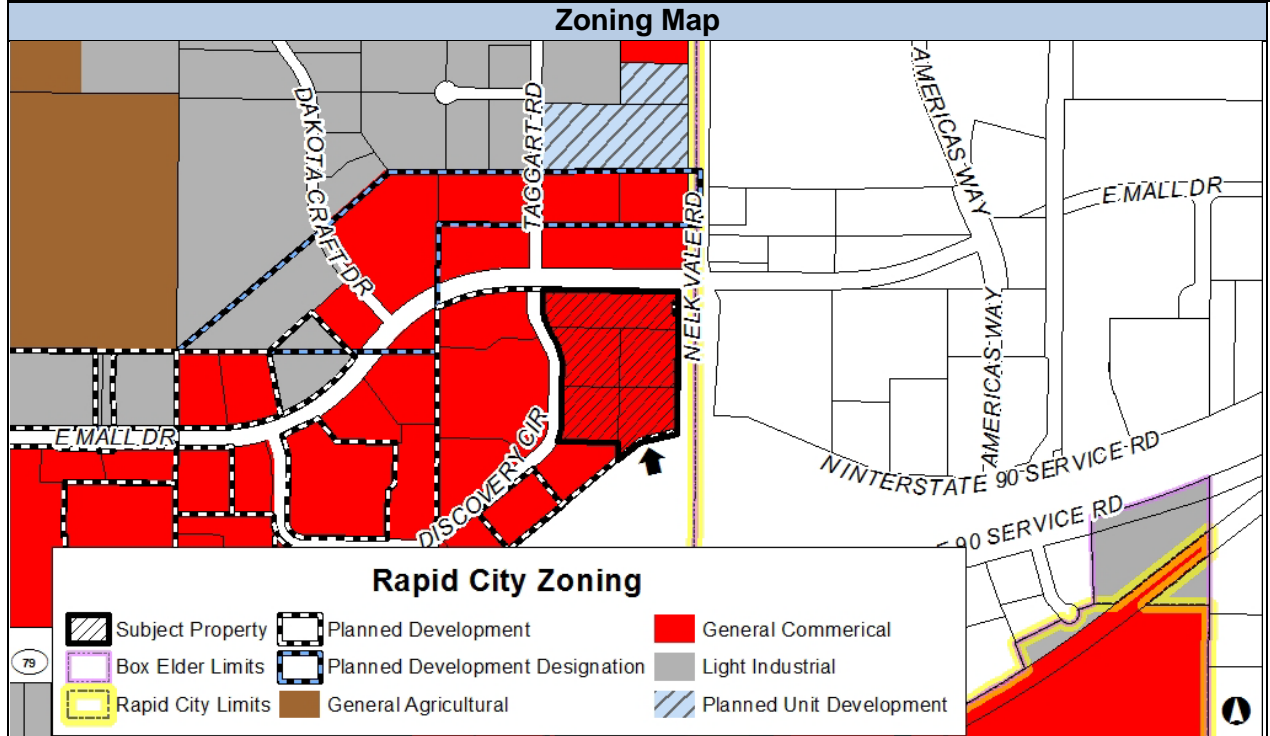 Zoning Map
DAKOTA CRAFT DR
TAGGART RD
N ELK VALE RD
AMERICAS WAY
E MALL DR
AMERICAS WAY
E MALL DR
DISCOVERY CIR
N INTERSTATE 90 SERVICE RD
90 SERVICE RD
79
Rapid City Zoning
Subject Property
Planned Development
General Commerical
Box Elder Limits
Planned Development Designation
Light Industrial
Rapid City Limits
General Agricultural
Planned Unit Development